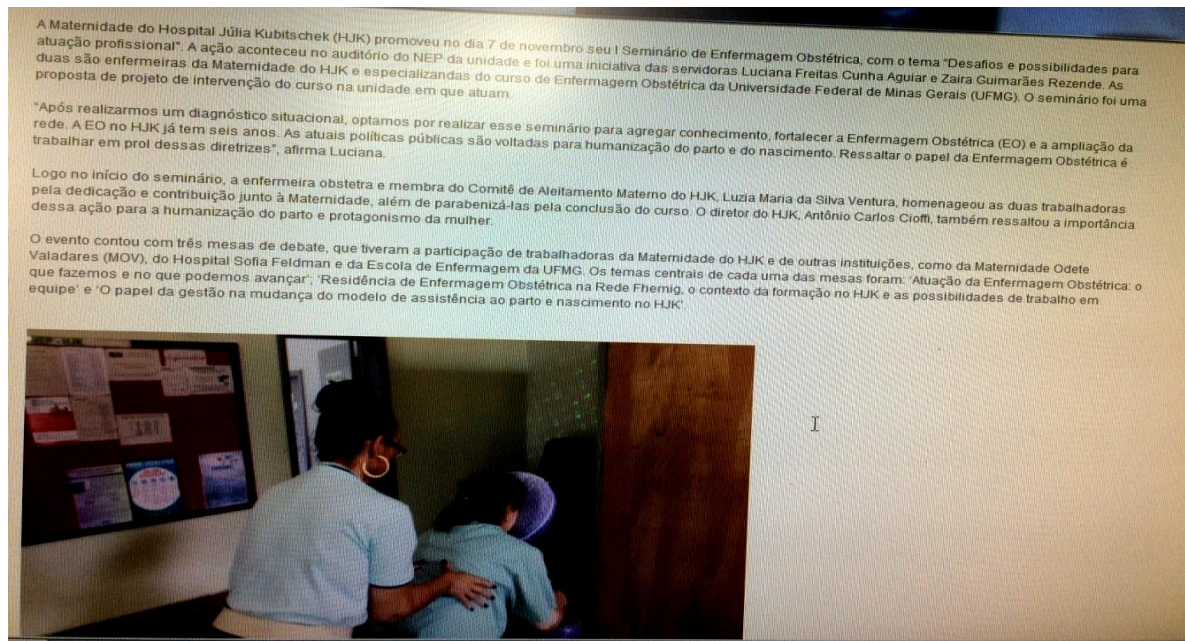 A Maternidade do Hospital Júlia Kubitschek (HJK) promoveu no dia 7 de novembro seu I Seminário de Enfermagem Obstétrica, com o tema "Desafios e possibilidades para
atuação profissional". A ação aconteceu no auditório do NEP da unidade e foi uma iniciativa das servidoras Luciana Freitas Cunha Aguiar e Zaira Guimarães Rezende. As
duas são enfermeiras da Maternidade do HJK e especializandas do curso de Enfermagem Obstétrica da Universidade Federal de Minas Gerais (UFMG). O seminário foi uma
proposta de projeto de intervenção do curso na unidade em que atuam.
"Após realizarmos um diagnóstico situacional, optamos por realizar esse seminário para agregar conhecimento, fortalecer a Enfermagem Obstétrica (EO) e a ampliação da
rede. A EO no HJK já tem seis anos. As atuais políticas públicas são voltadas para humanização do parto e do nascimento. Ressaltar o papel da Enfermagem Obstétrica é
trabalhar em prol dessas diretrizes", afirma Luciana.
Logo no início do seminário, a enfermeira obstetra e membra do Comitê de Aleitamento Materno do HJK, Luzia Maria da Silva Ventura, homenageou as duas trabalhadoras
pela dedicação e contribuição junto à Maternidade, além de parabenizá-las pela conclusão do curso. O diretor do HJK, Antônio Carlos Cioffi, também ressaltou a importância
dessa ação para a humanização do parto e protagonismo da mulher.
O evento contou com três mesas de debate, que tiveram a participação de trabalhadoras da Maternidade do HJK e de outras instituições, como da Maternidade Odete
Valadares (MOV), do Hospital Sofia Feldman e da Escola de Enfermagem da UFMG. Os temas centrais de cada uma das mesas foram: 'Atuação da Enfermagem Obstétrica: o
que fazemos e no que podemos avançar'; 'Residência de Enfermagem Obstétrica na Rede Fhemig, o contexto da formação no HJK e as possibilidades de trabalho em
equipe' e 'O papel da gestão na mudança do modelo de assistência ao parto e nascimento no HJK'.